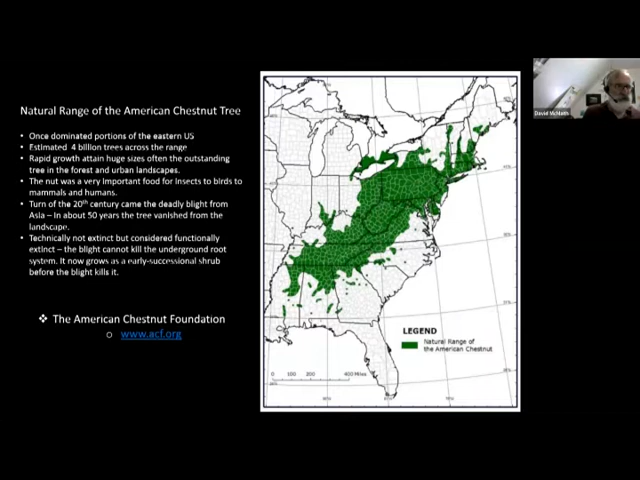 Natural Range of the American Chestnut Tree
• Once dominated portions of the eastern US
• Estimated 4 billion trees across the range
• Rapid growth attain huge sizes often the outstanding
tree in the forest and urban landscapes.
• The nut was a very important food for insects to birds to
mammals and humans.
• Turn of the 20th century came the deadly blight from
Asia – in about 50 years the tree vanished from the
landscape.
• Technically not extinct but considered functionally
extinct – the blight cannot kill the underground root
system. It now grows as a early-successional shrub
before the blight kills it.
❖ The American Chestnut Foundation
○ www.acf.org
LEGEND
Natural Range of
the American Chestnut
0 100 200 400 Miles
David McMath